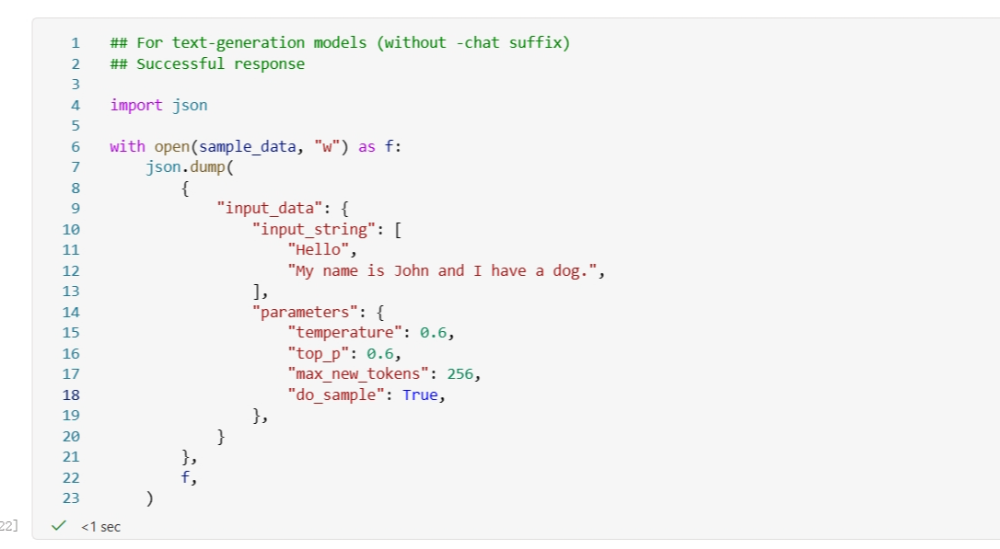 1 ## For text-generation models (without -chat suffix)
2 ## Successful response
3
4 import json
5
6 with open(sample_data, "w") as f:
7     json.dump(
8         {
9             "input_data": {
10                 "input_string": [
11                     "Hello",
12                     "My name is John and I have a dog.",
13                 ],
14                 "parameters": {
15                     "temperature": 0.6,
16                     "top_p": 0.6,
17                     "max_new_tokens": 256,
18                     "do_sample": True,
19                 },
20             }
21         },
22         f,
23     )
22] ✓ <1 sec